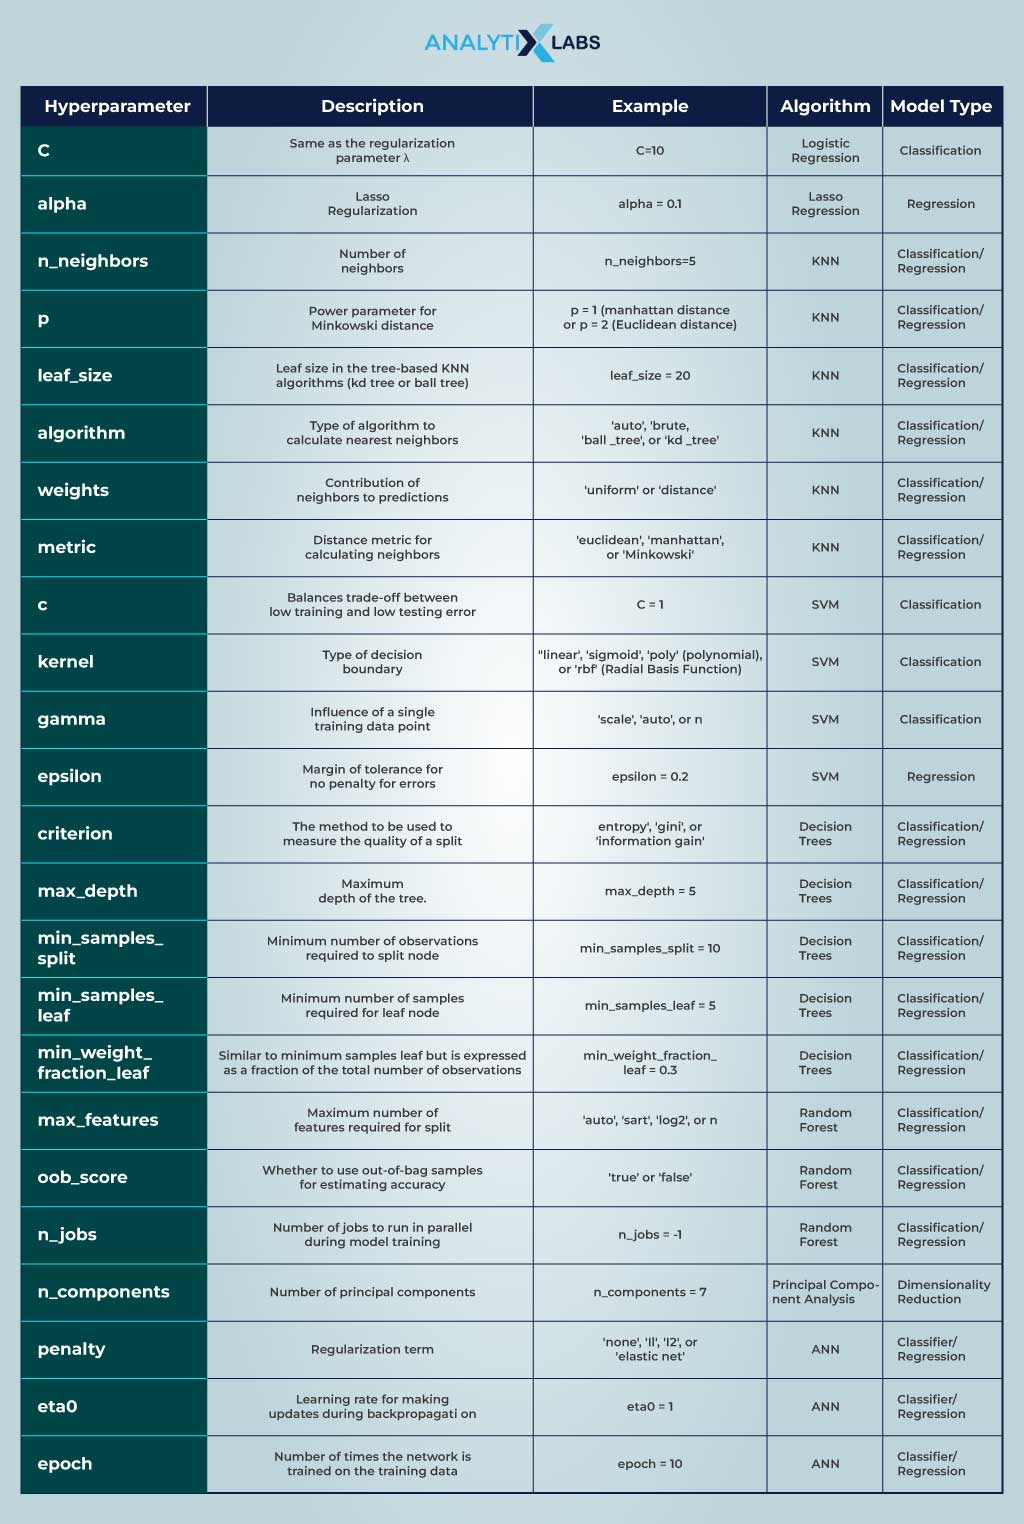 ANALYTIX LABS
Hyperparameter Description Example Algorithm Model Type
C
Same as the regularization
parameter λ
C=10
Logistic
Regression
Classification
alpha
Lasso
Regularization
alpha = 0.1
Lasso
Regression
Regression
n_neighbors
Number of
neighbors
n_neighbors=5
KNN
Classification/
Regression
p
Power parameter for
Minkowski distance
p = 1 (manhattan distance
or p = 2 (Euclidean distance)
KNN
Classification/
Regression
leaf_size
Leaf size in the tree-based KNN
algorithms (kd tree or ball tree)
leaf_size = 20
KNN
Classification/
Regression
algorithm
Type of algorithm to
calculate nearest neighbors
'auto', 'brute,
'ball _tree', or 'kd _tree'
KNN
Classification/
Regression
weights
Contribution of
neighbors to predictions
'uniform' or 'distance'
KNN
Classification/
Regression
metric
Distance metric for
calculating neighbors
'euclidean', 'manhattan',
or 'Minkowski'
KNN
Classification/
Regression
c
Balances trade-off between
low training and low testing error
C = 1
SVM
Classification
kernel
Type of decision
boundary
"linear', 'sigmoid', 'poly' (polynomial),
or 'rbf' (Radial Basis Function)
SVM
Classification
gamma
Influence of a single
training data point
'scale', 'auto', or n
SVM
Classification
epsilon
Margin of tolerance for
no penalty for errors
epsilon = 0.2
SVM
Regression
criterion
The method to be used to
measure the quality of a split
entropy', 'gini', or
'information gain'
Decision
Trees
Classification/
Regression
max_depth
Maximum
depth of the tree.
max_depth = 5
Decision
Trees
Classification/
Regression
min_samples_
split
Minimum number of observations
required to split node
min_samples_split = 10
Decision
Trees
Classification/
Regression
min_samples_
leaf
Minimum number of samples
required for leaf node
min_samples_leaf = 5
Decision
Trees
Classification/
Regression
min_weight_
fraction_leaf
Similar to minimum samples leaf but is expressed
as a fraction of the total number of observations
min_weight_fraction_
leaf = 0.3
Decision
Trees
Classification/
Regression
max_features
Maximum number of
features required for split
'auto', 'sart', 'log2', or n
Random
Forest
Classification/
Regression
oob_score
Whether to use out-of-bag samples
for estimating accuracy
'true' or 'false'
Random
Forest
Classification/
Regression
n_jobs
Number of jobs to run in parallel
during model training
n_jobs = -1
Random
Forest
Classification/
Regression
n_components
Number of principal components
n_components = 7
Principal Compo-
nent Analysis
Dimensionality
Reduction
penalty
Regularization term
'none', 'll', 'l2', or
'elastic net'
ANN
Classifier/
Regression
eta0
Learning rate for making
updates during backpropagati on
eta0 = 1
ANN
Classifier/
Regression
epoch
Number of times the network is
trained on the training data
epoch = 10
ANN
Classifier/
Regression